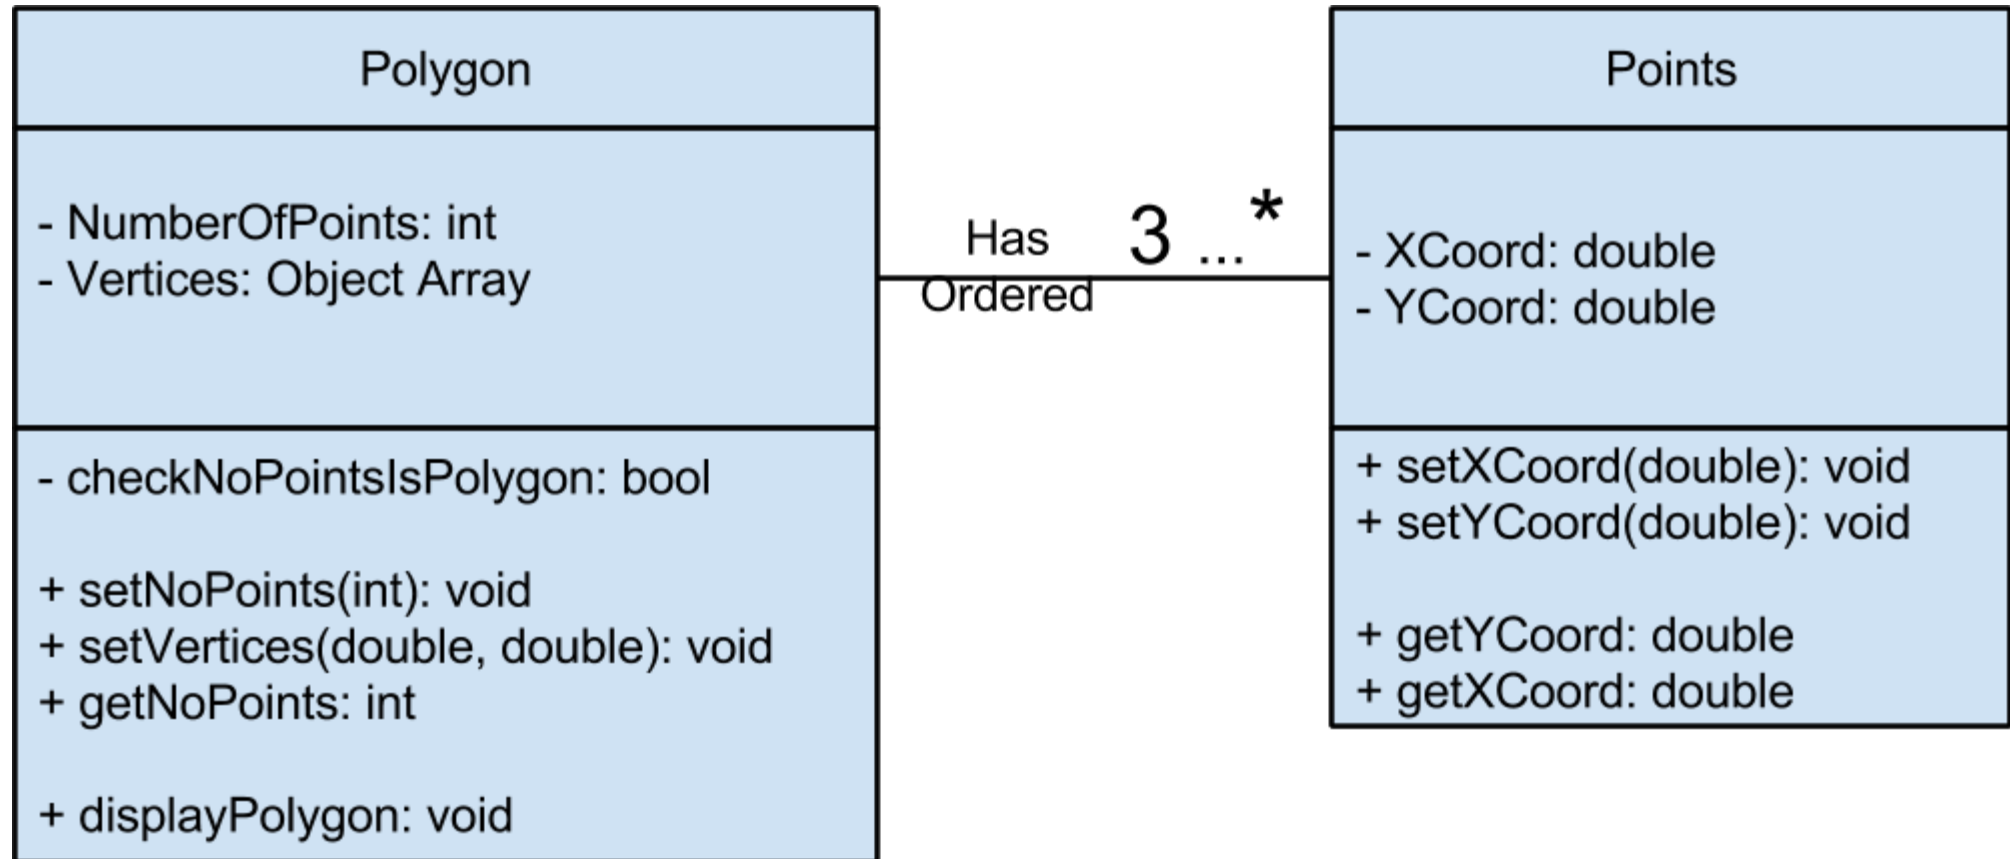 Polygon
- NumberOfPoints: int
- Vertices: Object Array
- checkNoPointsIsPolygon: bool
+ setNoPoints(int): void
+ setVertices(double, double): void
+ getNoPoints: int
+ displayPolygon: void
Has
Ordered
3 ...*
Points
- XCoord: double
- YCoord: double
+ setXCoord(double): void
+ setYCoord(double): void
+ getYCoord: double
+ getXCoord: double